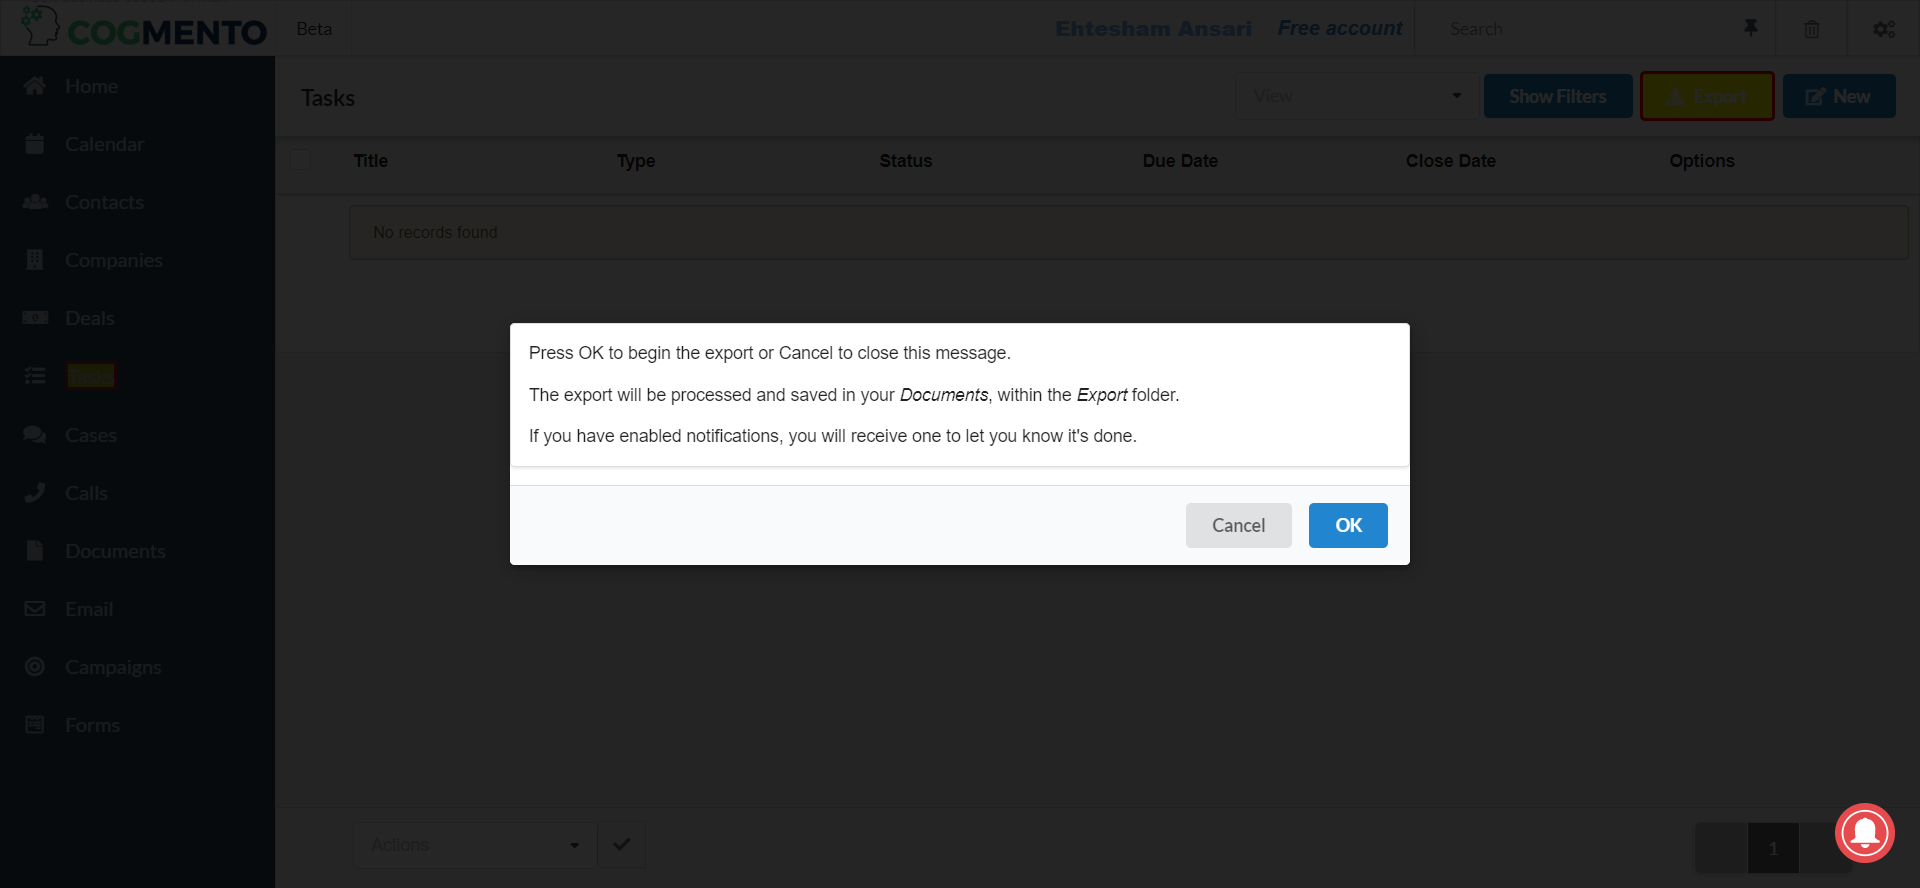 COGMENTO
Beta
Ehtesham Ansari
Free account
Search
Home
Calendar
Contacts
Companies
Deals
Tasks
Cases
Calls
Documents
Email
Campaigns
Forms
Tasks
View
Show Filters
Export
New
Title
Type
Status
Due Date
Close Date
Options
No records found
Press OK to begin the export or Cancel to close this message.
The export will be processed and saved in your Documents, within the Export folder.
If you have enabled notifications, you will receive one to let you know it's done.
Cancel
OK
Actions
1